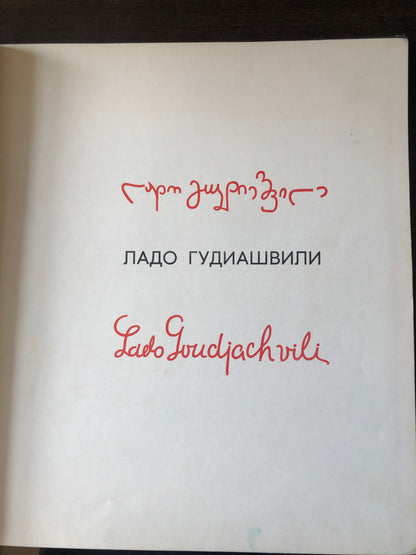 ლადო გუდიაშვილი
ЛАДО ГУДИАШВИЛИ
Lado Goudjachvili